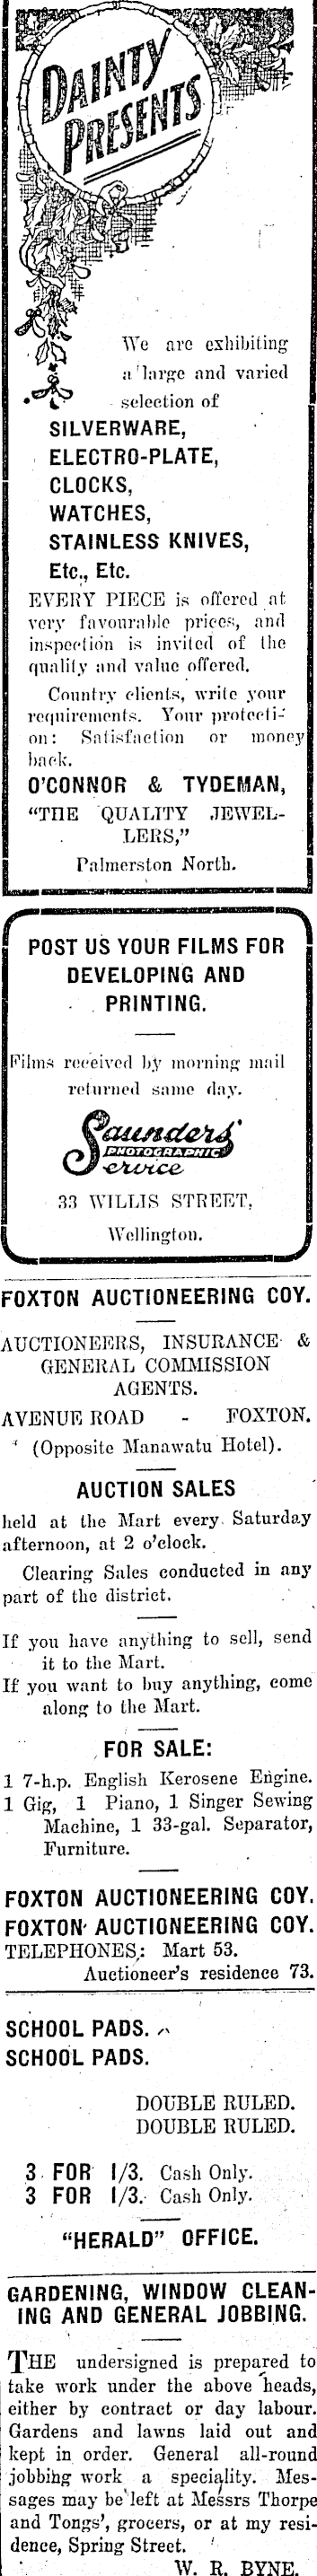 DAINTY
PRESENTS
We are exhibiting
a large and varied
selection of
SILVERWARE,
ELECTRO-PLATE,
CLOCKS,
WATCHES,
STAINLESS KNIVES,
Etc., Etc.
EVERY PIECE is offered at
very favourable prices, and
inspection is invited of the
quality and value offered.
Country clients, write your
requirements. Your protecti-
on: Satisfaction or money
back.
O'CONNOR & TYDEMAN,
"THE QUALITY JEWEL-
LERS,"
Palmerston North.
POST US YOUR FILMS FOR
DEVELOPING AND
PRINTING.
Films received by morning mail
returned same day.
Saunders'
PHOTOGRAPHIC
Service
33 WILLIS STREET,
Wellington.
FOXTON AUCTIONEERING COY.
AUCTIONEERS, INSURANCE &
GENERAL COMMISSION
AGENTS.
AVENUE ROAD - FOXTON.
(Opposite Manawatu Hotel).
AUCTION SALES
held at the Mart every Saturday
afternoon, at 2 o'clock.
Clearing Sales conducted in any
part of the district.
If you have anything to sell, send
it to the Mart.
If you want to buy anything, come
along to the Mart.
FOR SALE:
1 7-h.p. English Kerosene Engine.
1 Gig, 1 Piano, 1 Singer Sewing
Machine, 1 33-gal. Separator,
Furniture.
FOXTON AUCTIONEERING COY.
FOXTON AUCTIONEERING COY.
TELEPHONES: Mart 53.
Auctioneer's residence 73.
SCHOOL PADS.
SCHOOL PADS.
DOUBLE RULED.
DOUBLE RULED.
3 FOR 1/3. Cash Only.
3 FOR 1/3. Cash Only.
"HERALD" OFFICE.
GARDENING, WINDOW CLEAN-
ING AND GENERAL JOBBING.
THE undersigned is prepared to
take work under the above heads,
either by contract or day labour.
Gardens and lawns laid out and
kept in order. General all-round
jobbing work a speciality. Mes-
sages may be left at Messrs Thorpe
and Tongs', grocers, or at my resi-
dence, Spring Street.
W. R. BYNE.